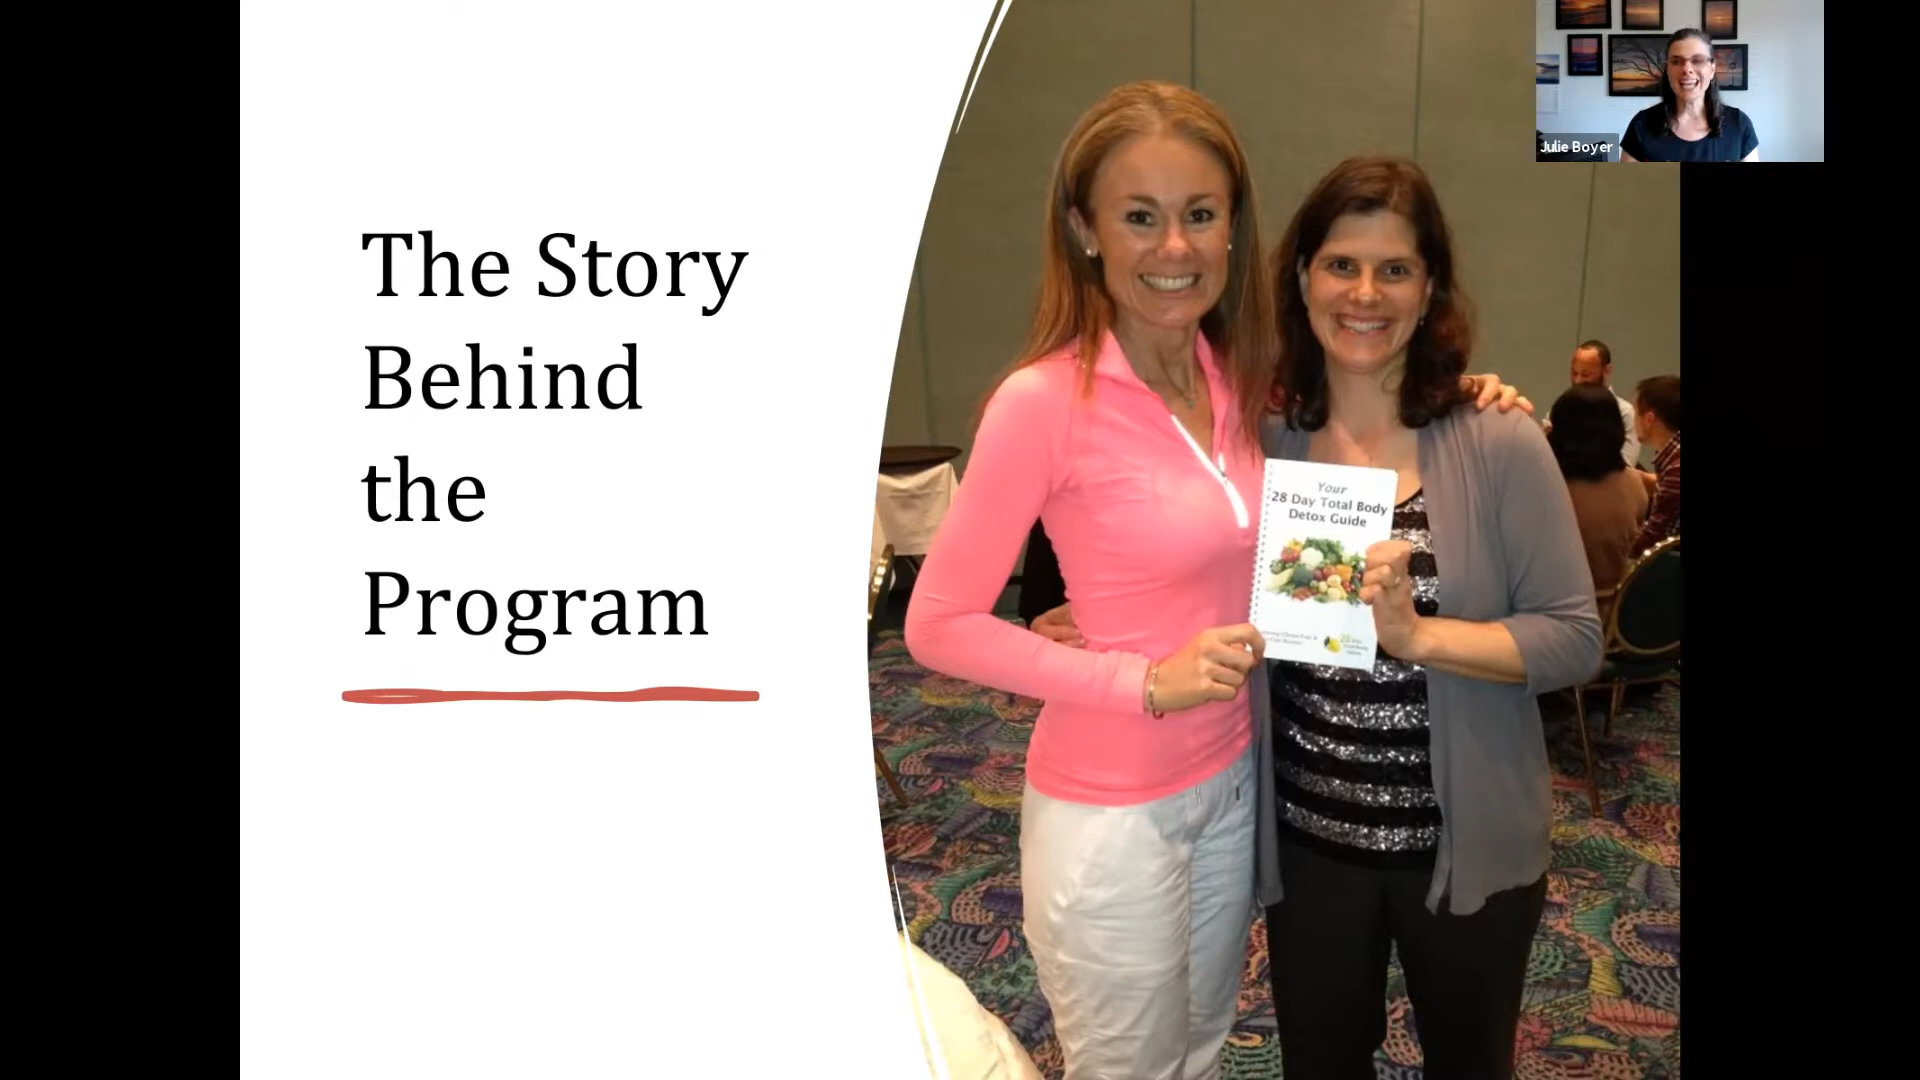 The Story
Behind
the
Program
Julie Boyer
Your
28 Day Total Body
Detox Guide